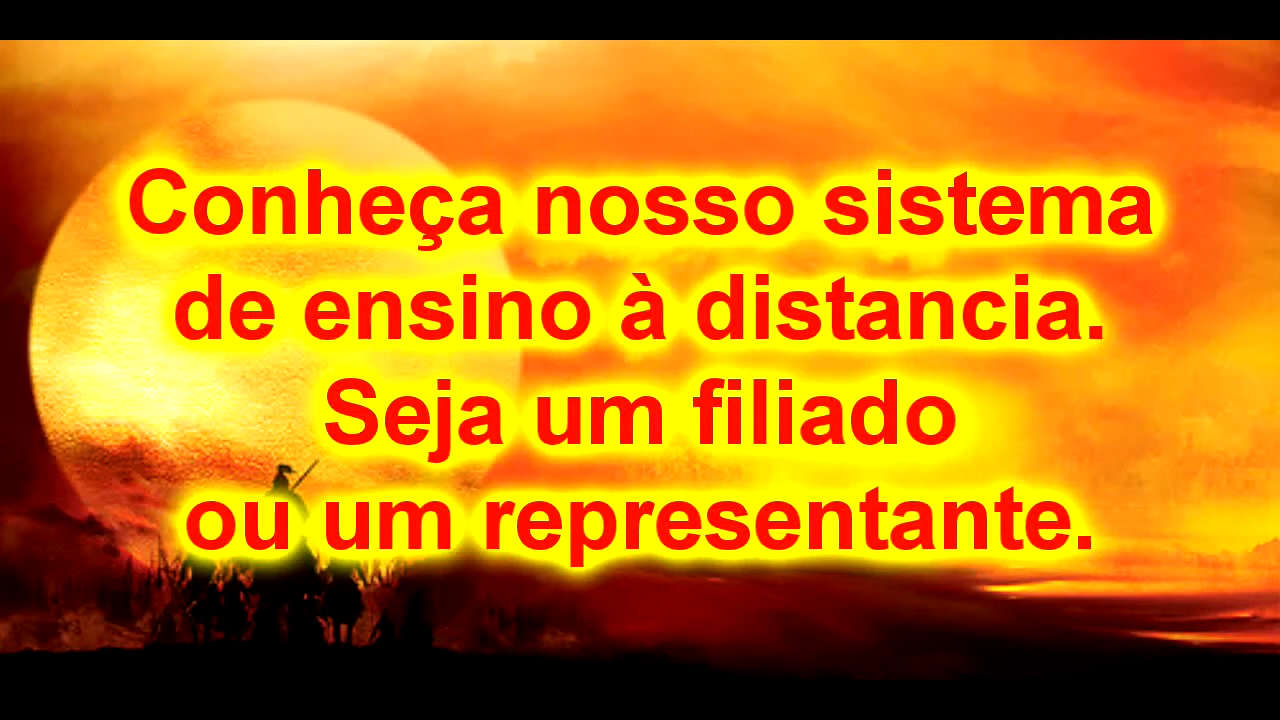 Conheça nosso sistema
de ensino à distancia.
Seja um filiado
ou um representante.